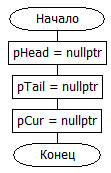 Начало
pHead = nullptr
pTail = nullptr
pCur = nullptr
Конец